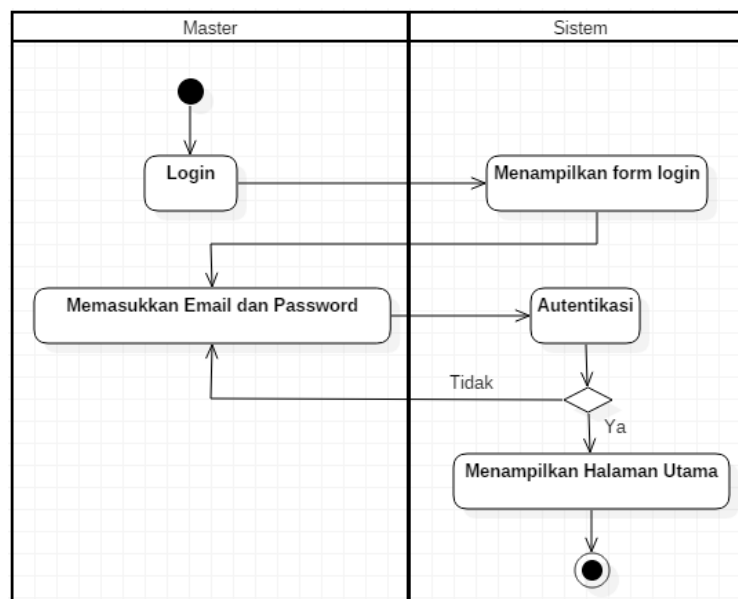 Master
Sistem
Login
Menampilkan form login
Memasukkan Email dan Password
Autentikasi
Tidak
Ya
Menampilkan Halaman Utama